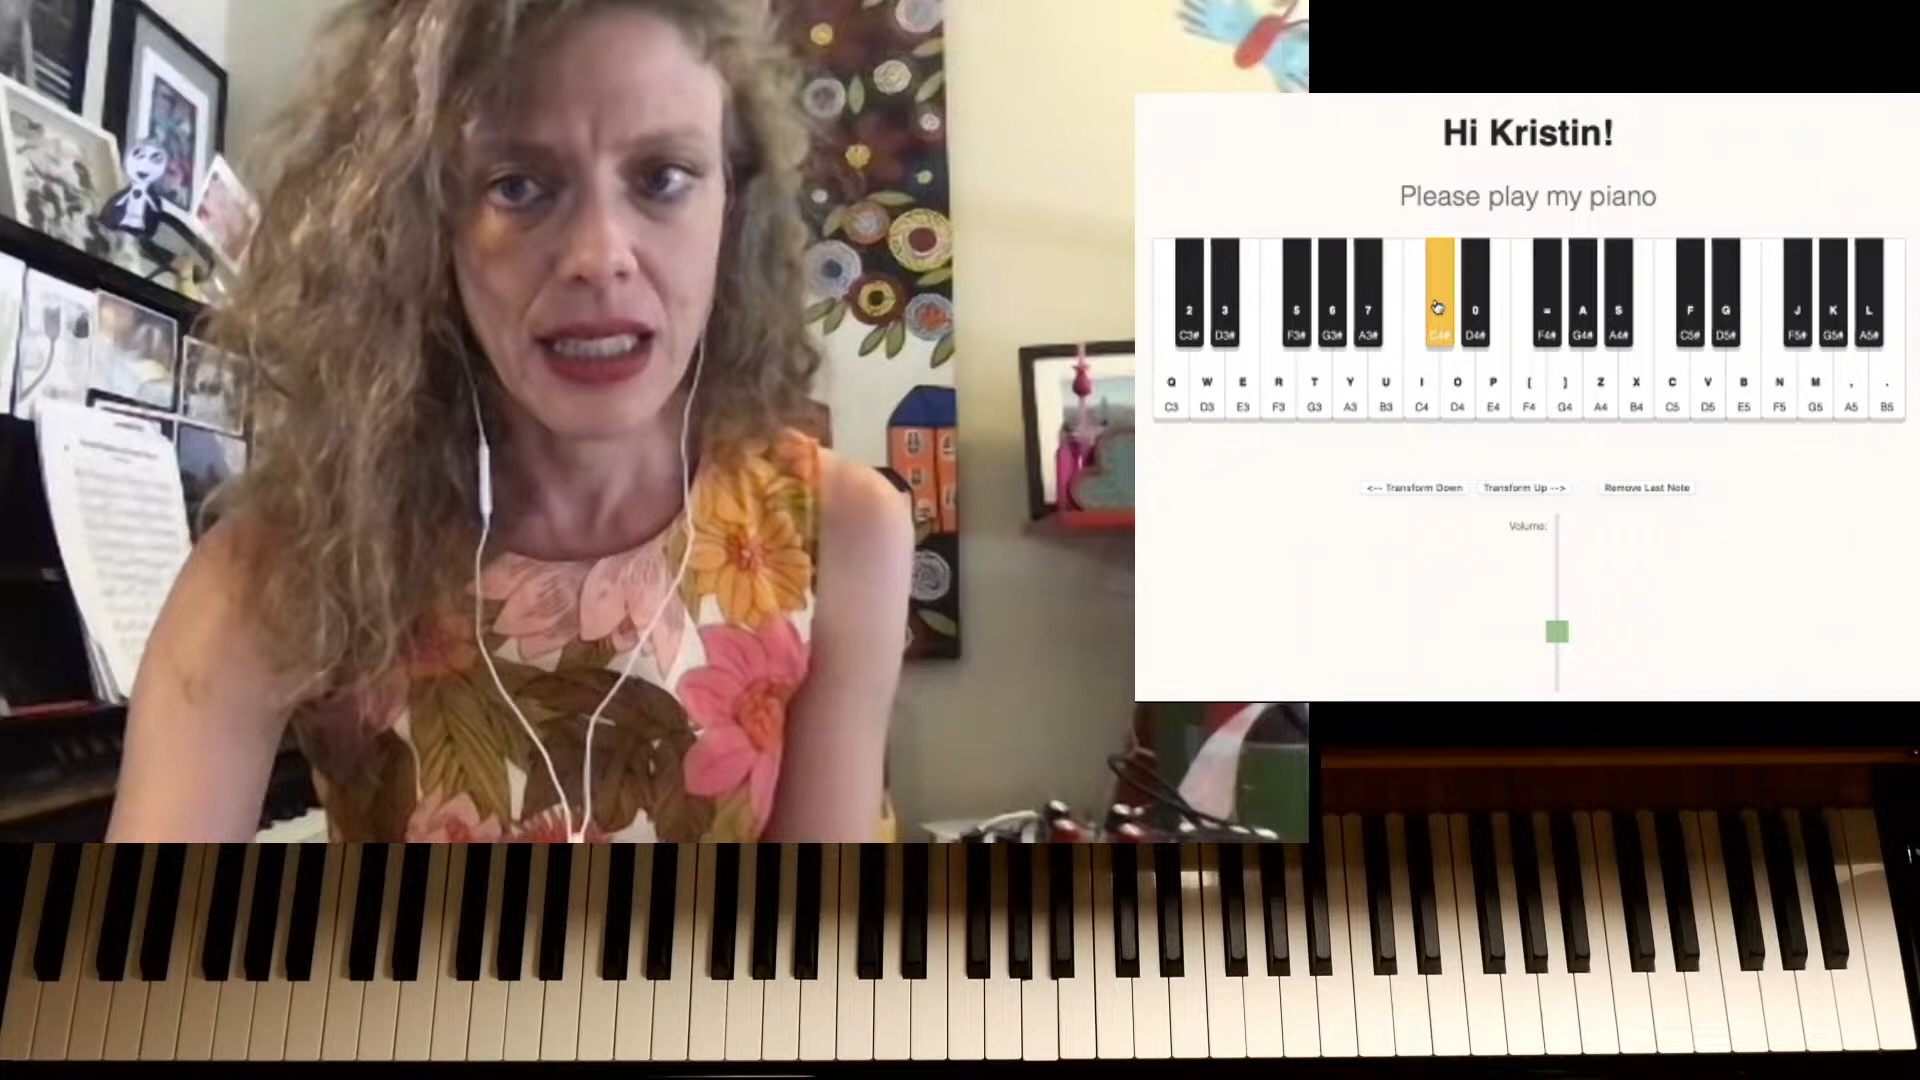 Hi Kristin!
Please play my piano
2 3 5 6 7 0 = A S F G J K L
C3# D3# F3# G3# A3# C4# D4# F4# G4# A4# C5# D5# F5# G5# A5#
Q W E R T Y U I O P [ ] Z X C V B N M , .
C3 D3 E3 F3 G3 A3 B3 C4 D4 E4 F4 G4 A4 B4 C5 D5 E5 F5 G5 A5 B5
<-- Transform Down Transform Up --> Remove Last Note
Volume: